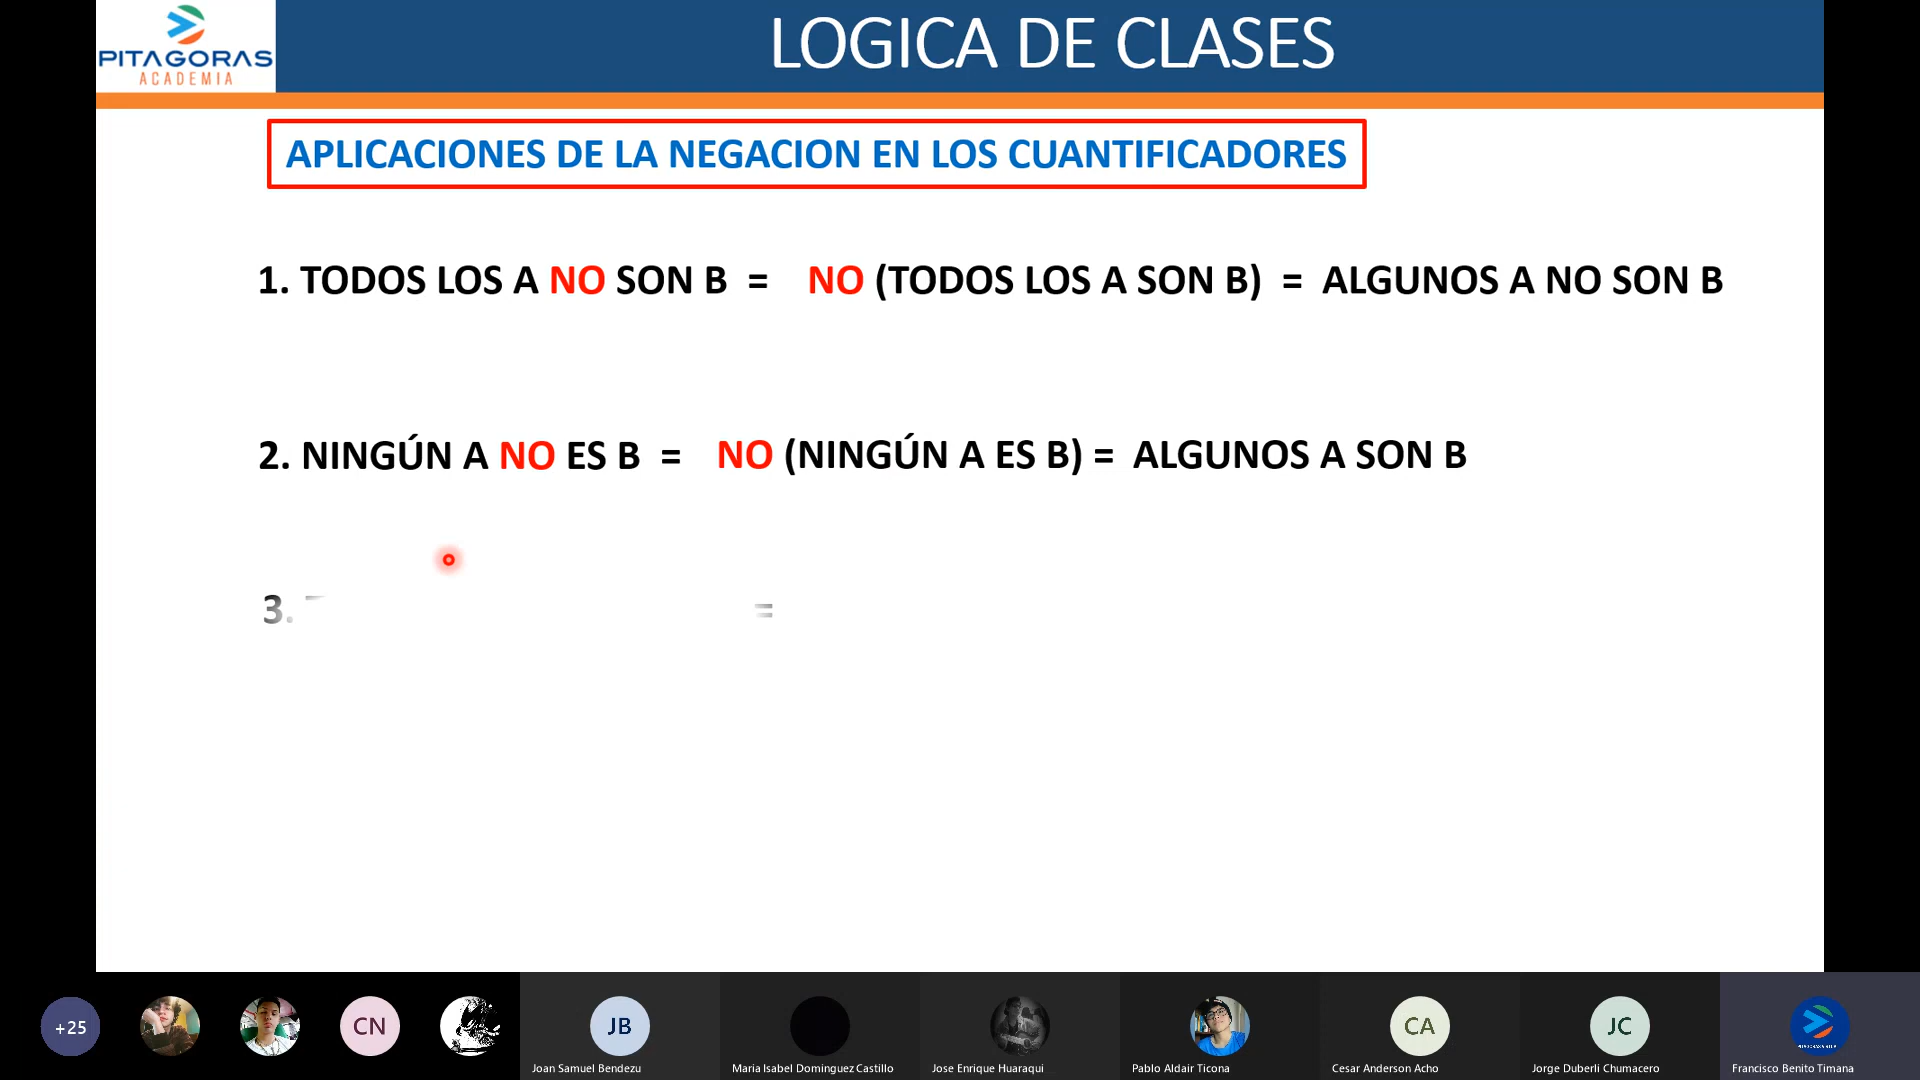 PITAGORAS
ACADEMIA
LOGICA DE CLASES
APLICACIONES DE LA NEGACION EN LOS CUANTIFICADORES
1. TODOS LOS A NO SON B = NO (TODOS LOS A SON B) = ALGUNOS A NO SON B
2. NINGÚN A NO ES B = NO (NINGÚN A ES B) = ALGUNOS A SON B
3. =
+25
CN
JB
CA
JC
Joan Samuel Bendezu
Maria Isabel Dominguez Castillo
Jose Enrique Huaraqui
Pablo Aldair Ticona
Cesar Anderson Acho
Jorge Duberli Chumacero
Francisco Benito Timana